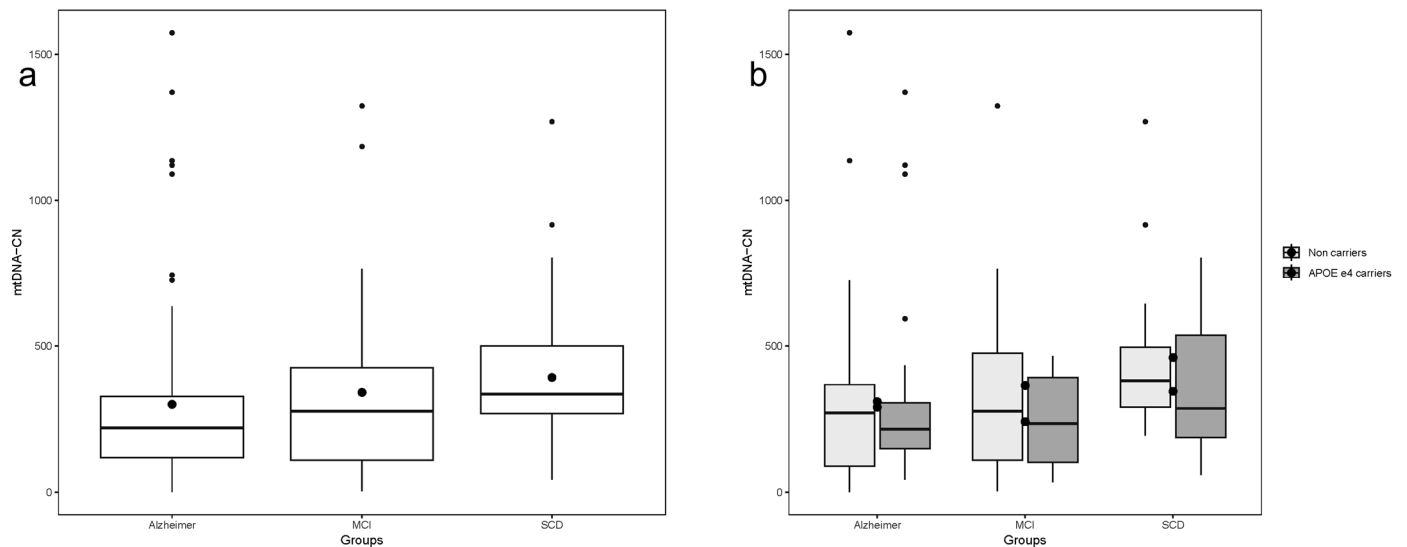 a
mtDNA−CN
1500
1000
500
0
Alzheimer MCI SCD
Groups
b
mtDNA−CN
1500
1000
500
0
Alzheimer MCI SCD
Groups
Non carriers
APOE e4 carriers